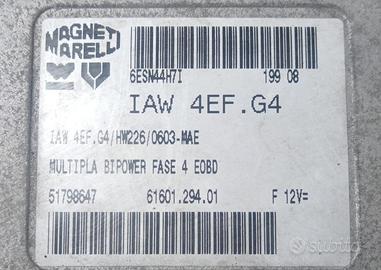 MAGNETI
MARELLI
6ESN44H7I 199 08
IAW 4EF.G4
IAW 4EF.G4/HW226/0603-MAE
MULTIPLA BIPOWER FASE 4 EOBD
51798647 61601.294.01 F 12V=
subito